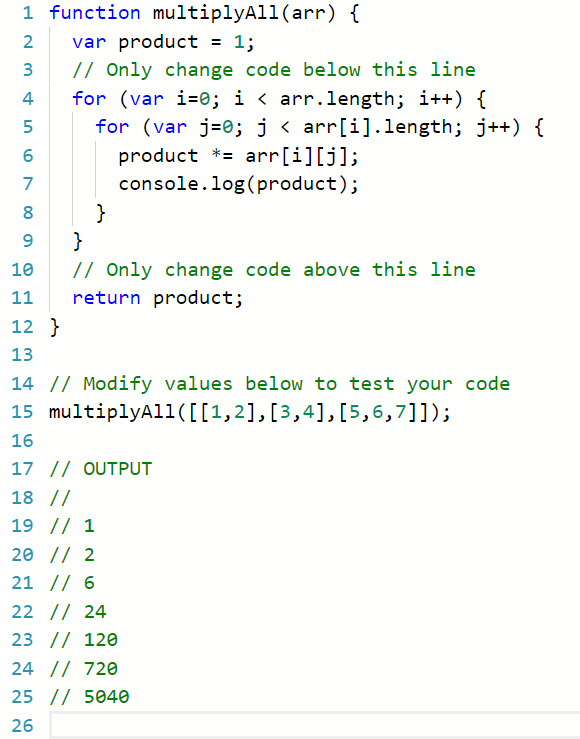 1 function multiplyAll(arr) {
2   var product = 1;
3   // Only change code below this line
4   for (var i=0; i < arr.length; i++) {
5     for (var j=0; j < arr[i].length; j++) {
6       product *= arr[i][j];
7       console.log(product);
8     }
9   }
10   // Only change code above this line
11   return product;
12 }
13
14 // Modify values below to test your code
15 multiplyAll([[1,2],[3,4],[5,6,7]]);
16
17 // OUTPUT
18 //
19 // 1
20 // 2
21 // 6
22 // 24
23 // 120
24 // 720
25 // 5040
26